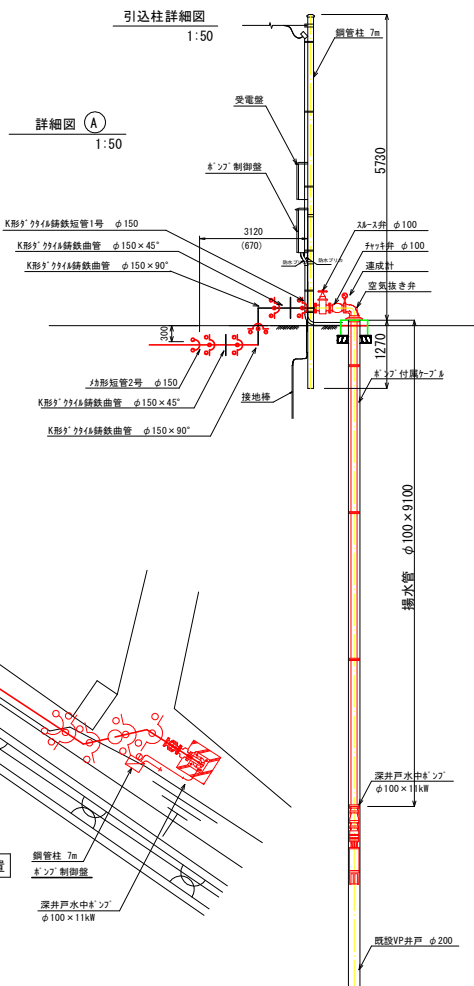 引込柱詳細図
1:50
鋼管柱 7m
詳細図 A
1:50
受電盤
ポンプ制御盤
5730
K形ダクタイル鋳鉄短管1号 φ150
K形ダクタイル鋳鉄曲管 φ150×45°
K形ダクタイル鋳鉄曲管 φ150×90°
3120
(670)
スルース弁 φ100
チャッキ弁 φ100
連成計
空気抜き弁
300
1270
メカ形短管2号 φ150
K形ダクタイル鋳鉄曲管 φ150×45°
K形ダクタイル鋳鉄曲管 φ150×90°
接地棒
ポンプ付属ケーブル
揚水管 φ100×9100
深井戸水中ポンプ
φ100×11kW
鋼管柱 7m
ポンプ制御盤
深井戸水中ポンプ
φ100×11kW
置
既設VP井戸 φ200